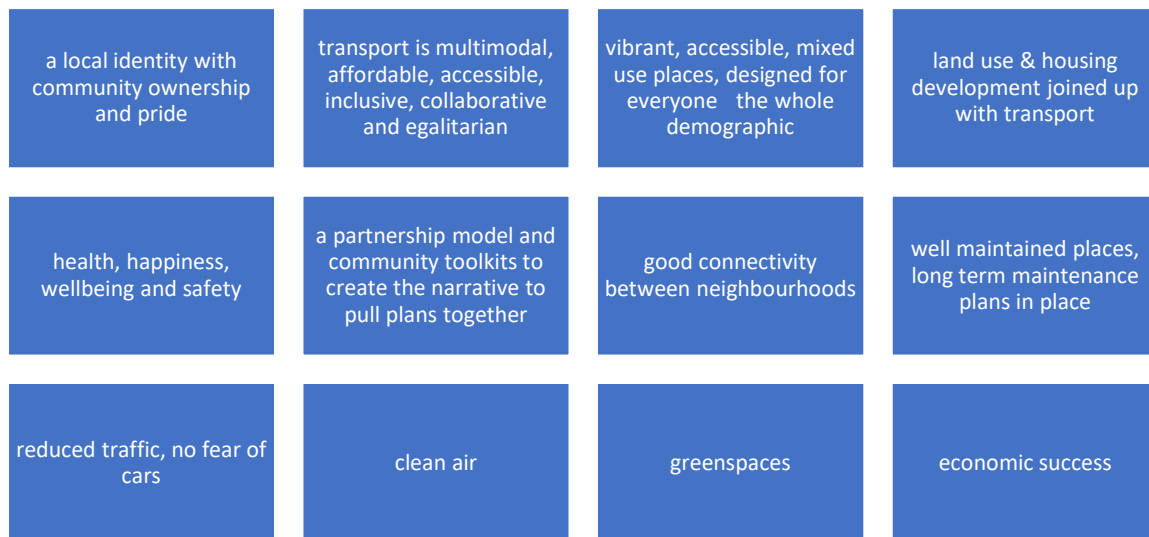 a local identity with
community ownership
and pride
transport is multimodal,
affordable, accessible,
inclusive, collaborative
and egalitarian
vibrant, accessible, mixed
use places, designed for
everyone   the whole
demographic
land use & housing
development joined up
with transport
health, happiness,
wellbeing and safety
a partnership model and
community toolkits to
create the narrative to
pull plans together
good connectivity
between neighbourhoods
well maintained places,
long term maintenance
plans in place
reduced traffic, no fear of
cars
clean air
greenspaces
economic success